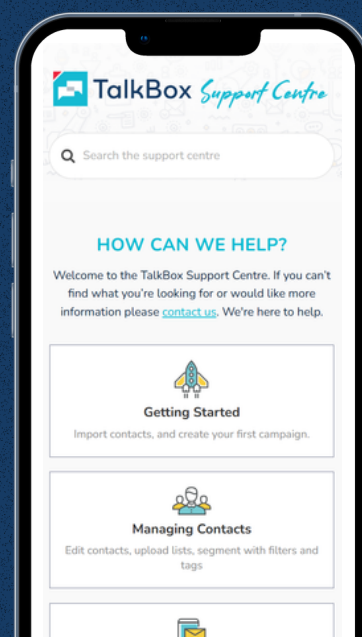 TalkBox Support Centre
Search the support centre
HOW CAN WE HELP?
Welcome to the TalkBox Support Centre. If you can't
find what you're looking for or would like more
information please contact us. We're here to help.
Getting Started
Import contacts, and create your first campaign.
Managing Contacts
Edit contacts, upload lists, segment with filters and
tags